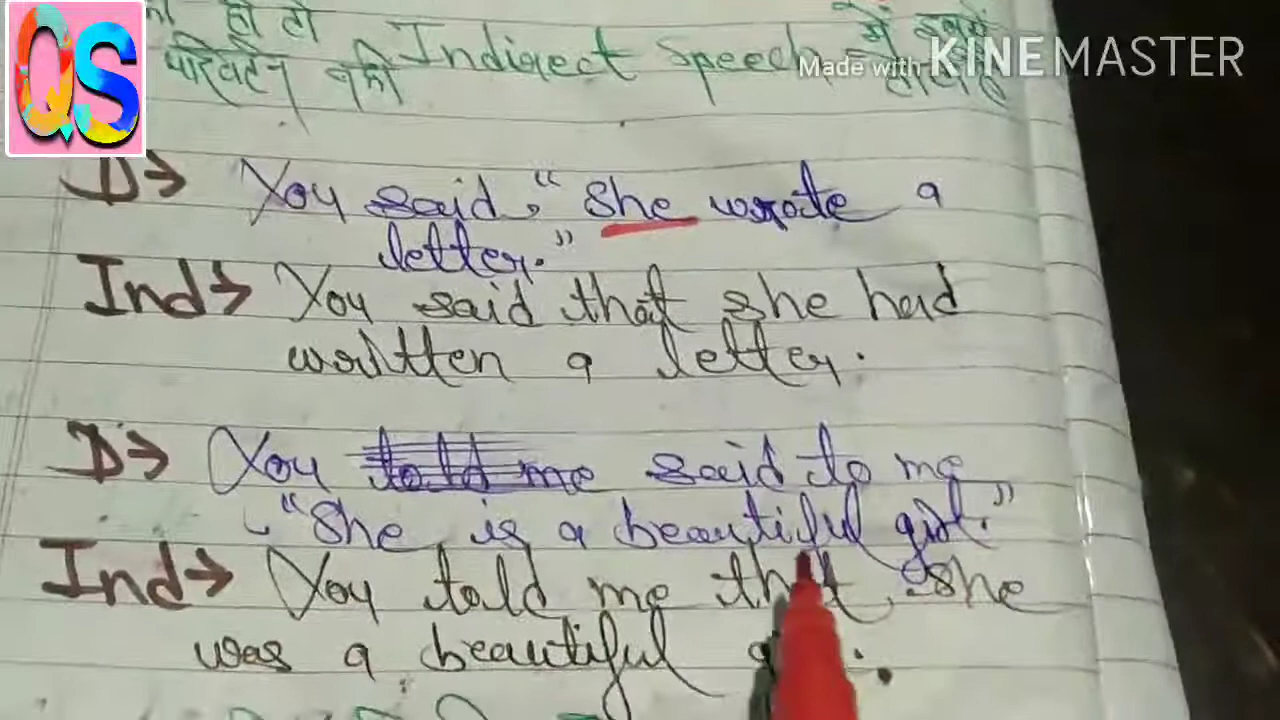 हो तो
परिवर्तन नहीं Indirect Speech में
QS
Made with KINEMASTER
D→ You said, "She wrote a
letter."
Ind→ You said that she had
written a letter.
D→ You told me said to me
, "She is a beautiful girl."
Ind→ You told me that she
was a beautiful